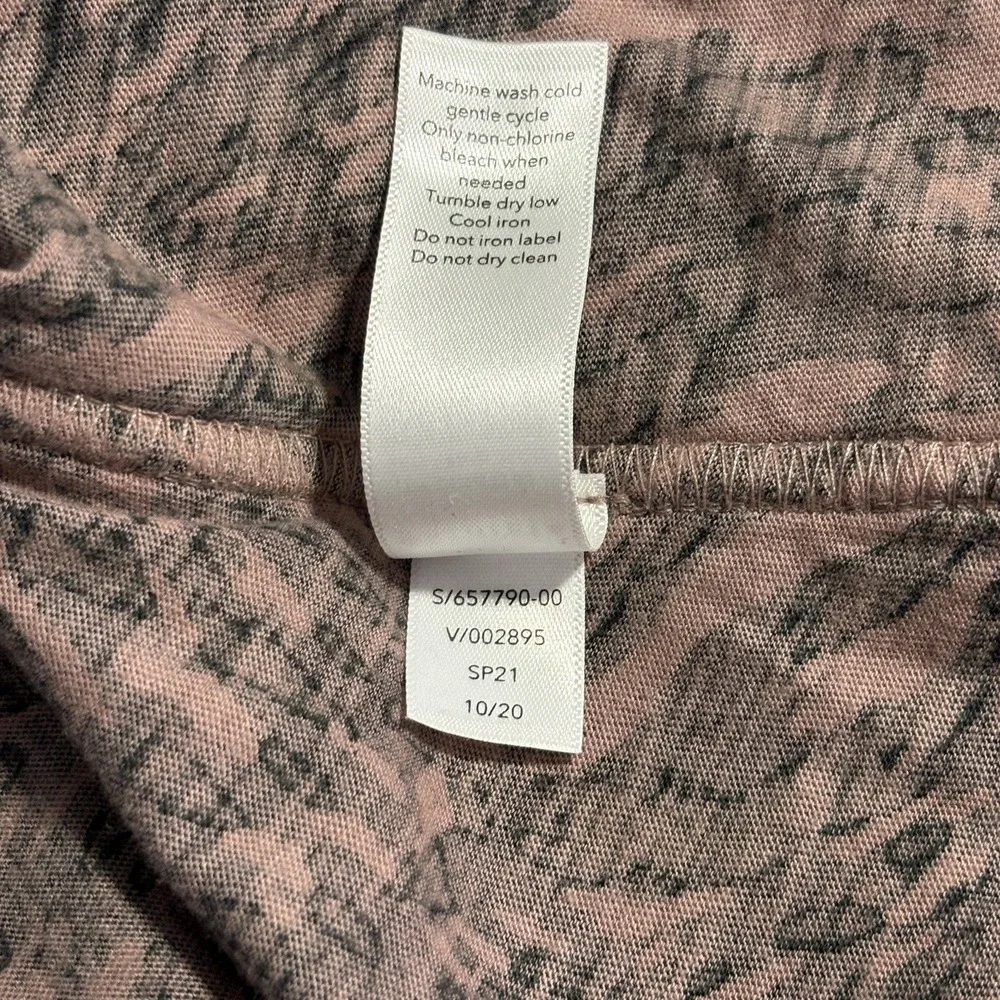 Machine wash cold
gentle cycle
Only non-chlorine
bleach when
needed
Tumble dry low
Cool iron
Do not iron label
Do not dry clean
S/657790-00
V/002895
SP21
10/20